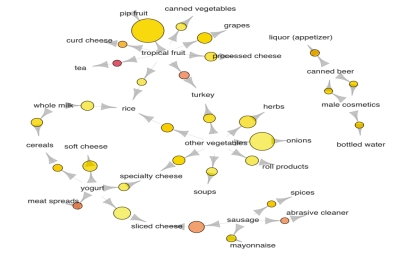 canned vegetables
pip fruit
grapes
curd cheese
liquor (appetizer)
tropical fruit
processed cheese
tea
canned beer
turkey
whole milk
rice
herbs
male cosmetics
other vegetables
onions
bottled water
cereals
soft cheese
roll products
specialty cheese
yogurt
soups
spices
meat spreads
abrasive cleaner
sausage
sliced cheese
mayonnaise